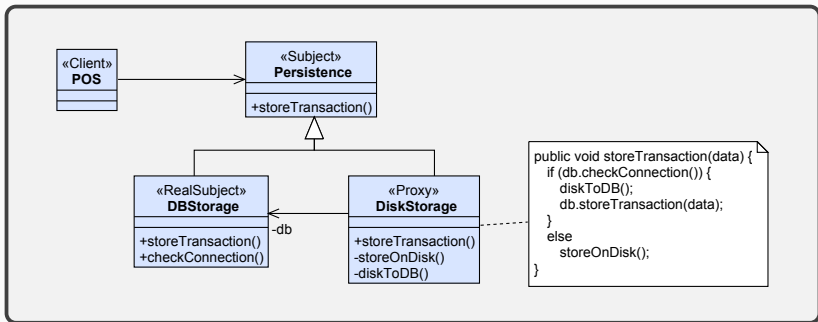 «Client»
POS
«Subject»
Persistence
+storeTransaction()
«RealSubject»
DBStorage
+storeTransaction()
+checkConnection()
-db
«Proxy»
DiskStorage
+storeTransaction()
-storeOnDisk()
-diskToDB()
public void storeTransaction(data) {
if (db.checkConnection()) {
diskToDB();
db.storeTransaction(data);
}
else
storeOnDisk();
}